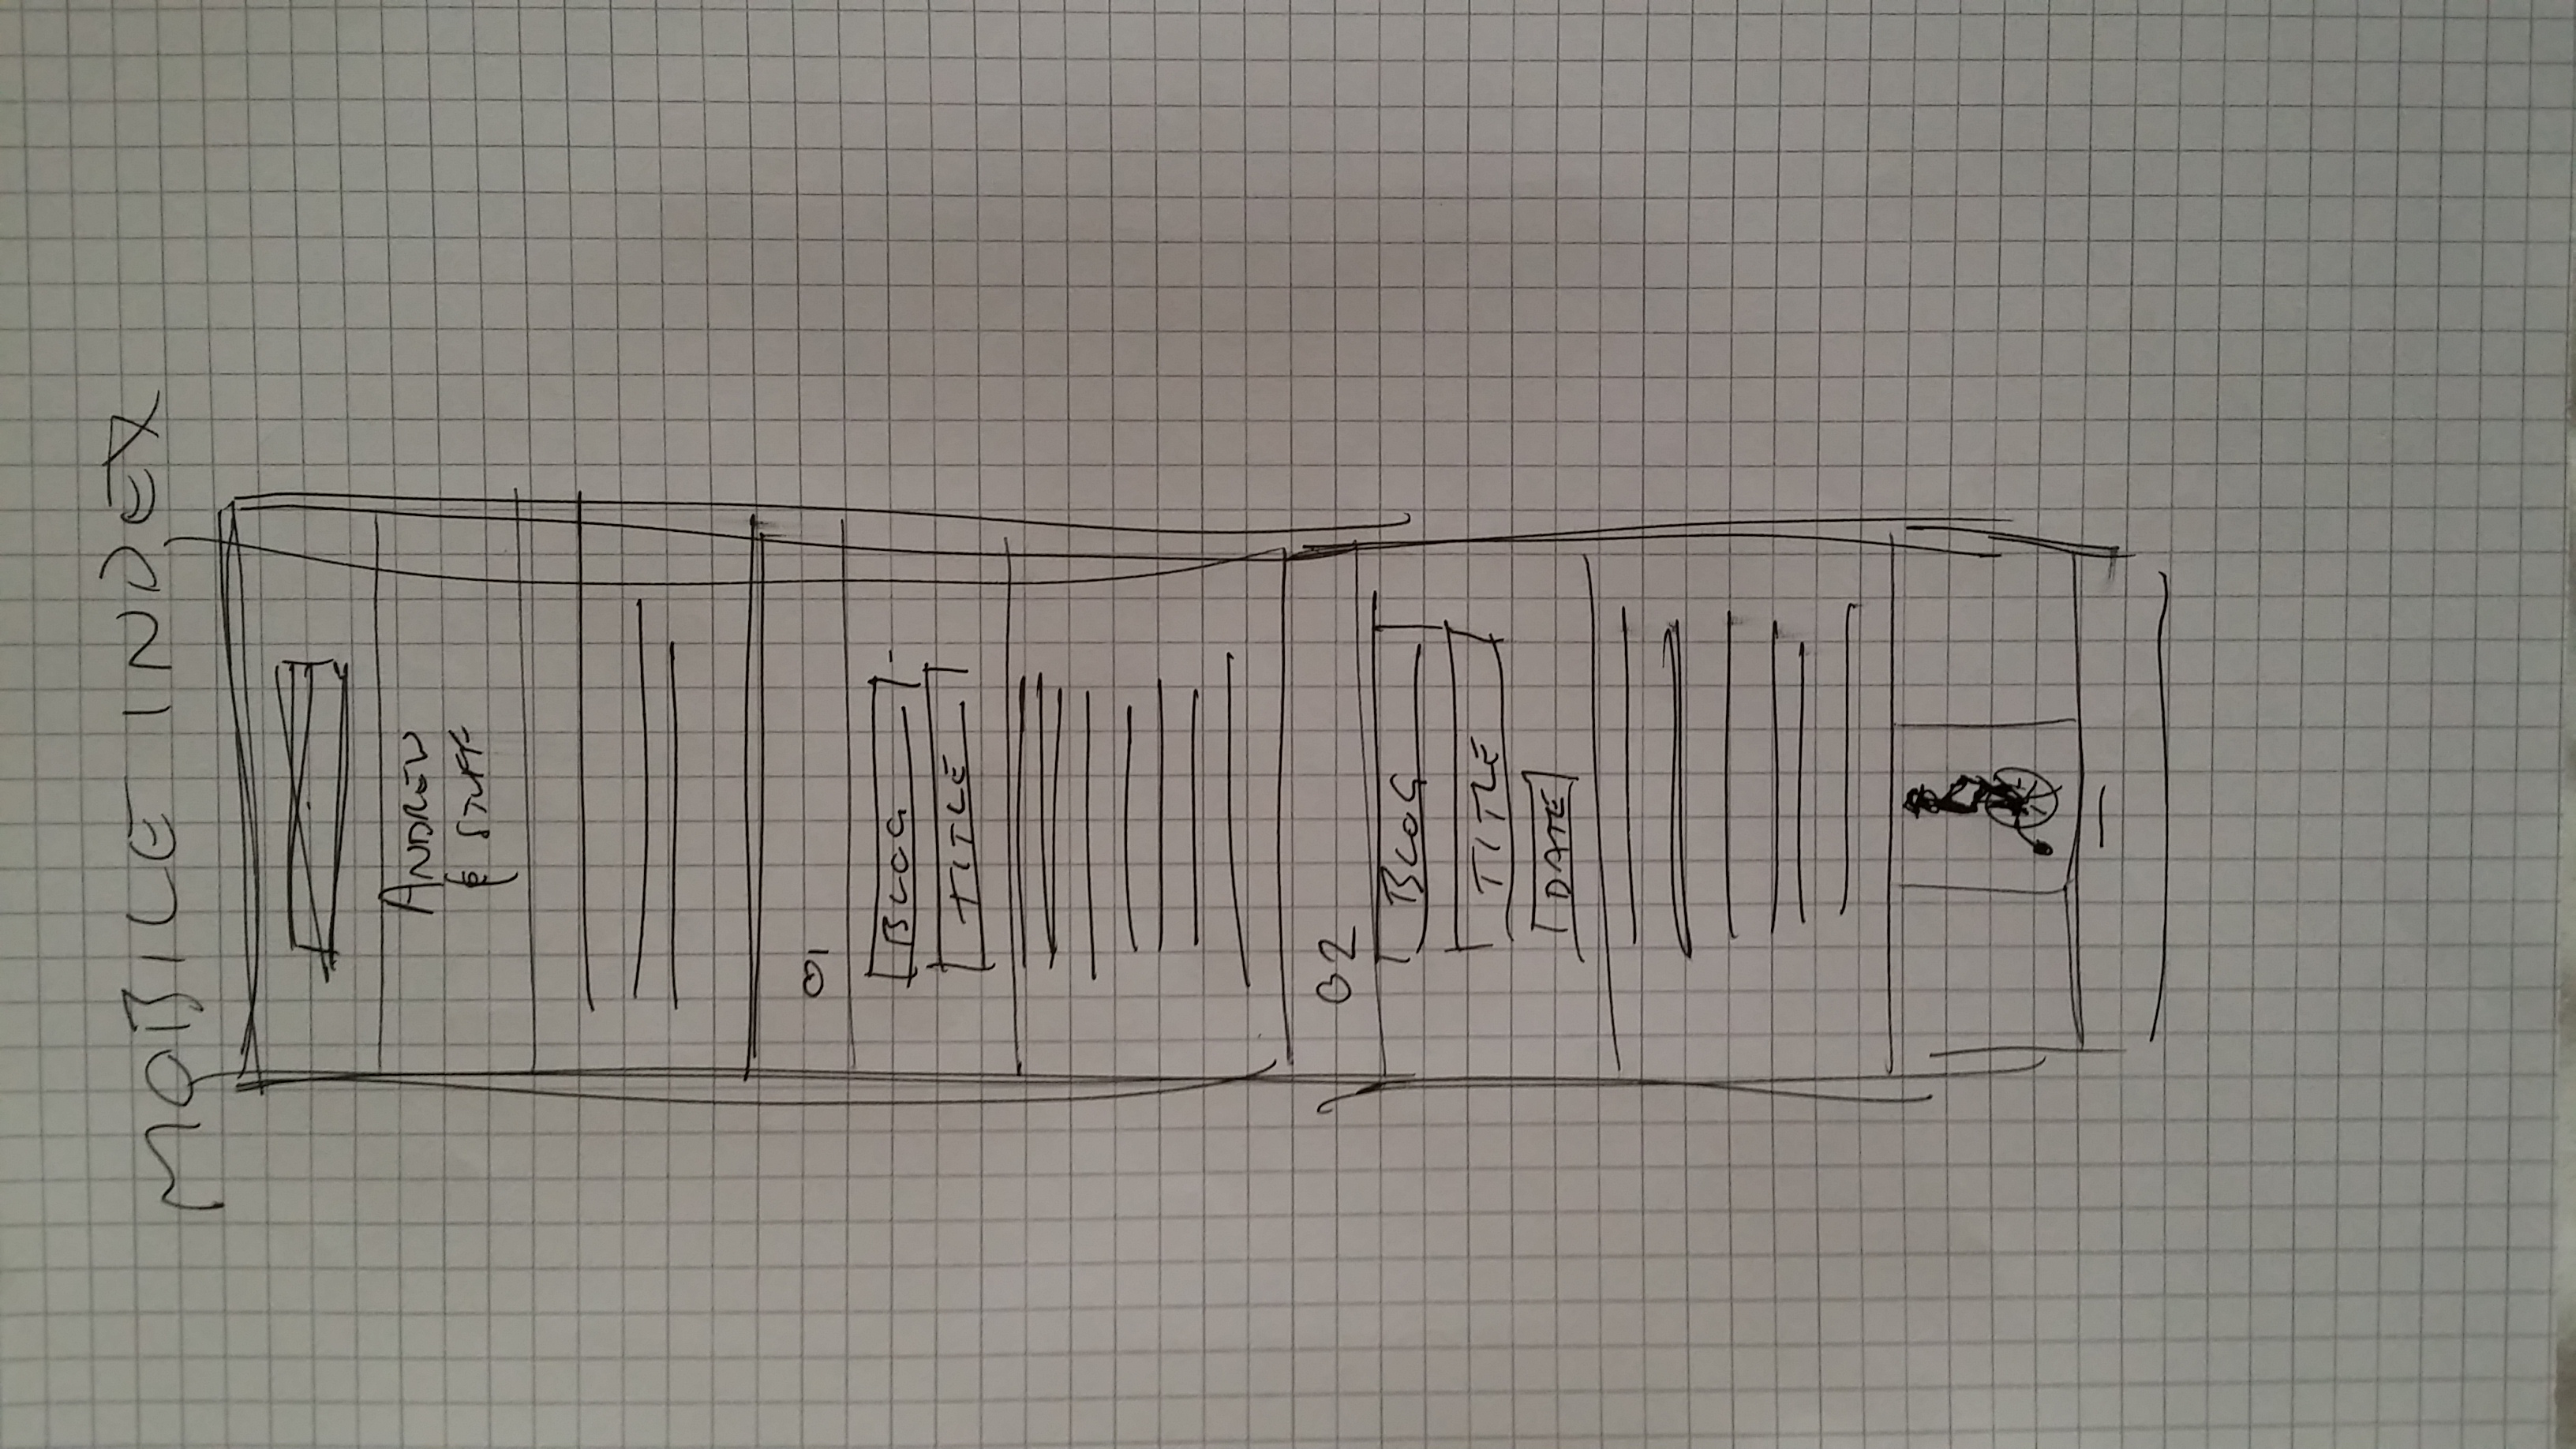 MOBILE INDEX
ANDREW
& STUFF
01
BLOG
TITLE
02
BLOG
TITLE
DATE